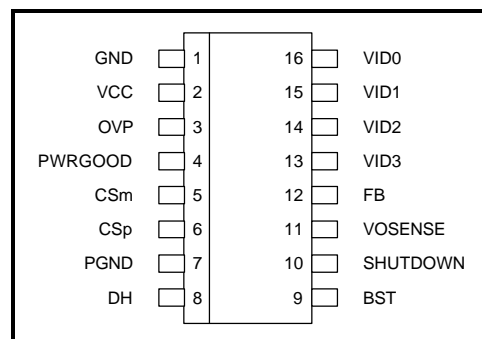 GND 1 16 VID0
VCC 2 15 VID1
OVP 3 14 VID2
PWRGOOD 4 13 VID3
CSm 5 12 FB
CSp 6 11 VOSENSE
PGND 7 10 SHUTDOWN
DH 8 9 BST